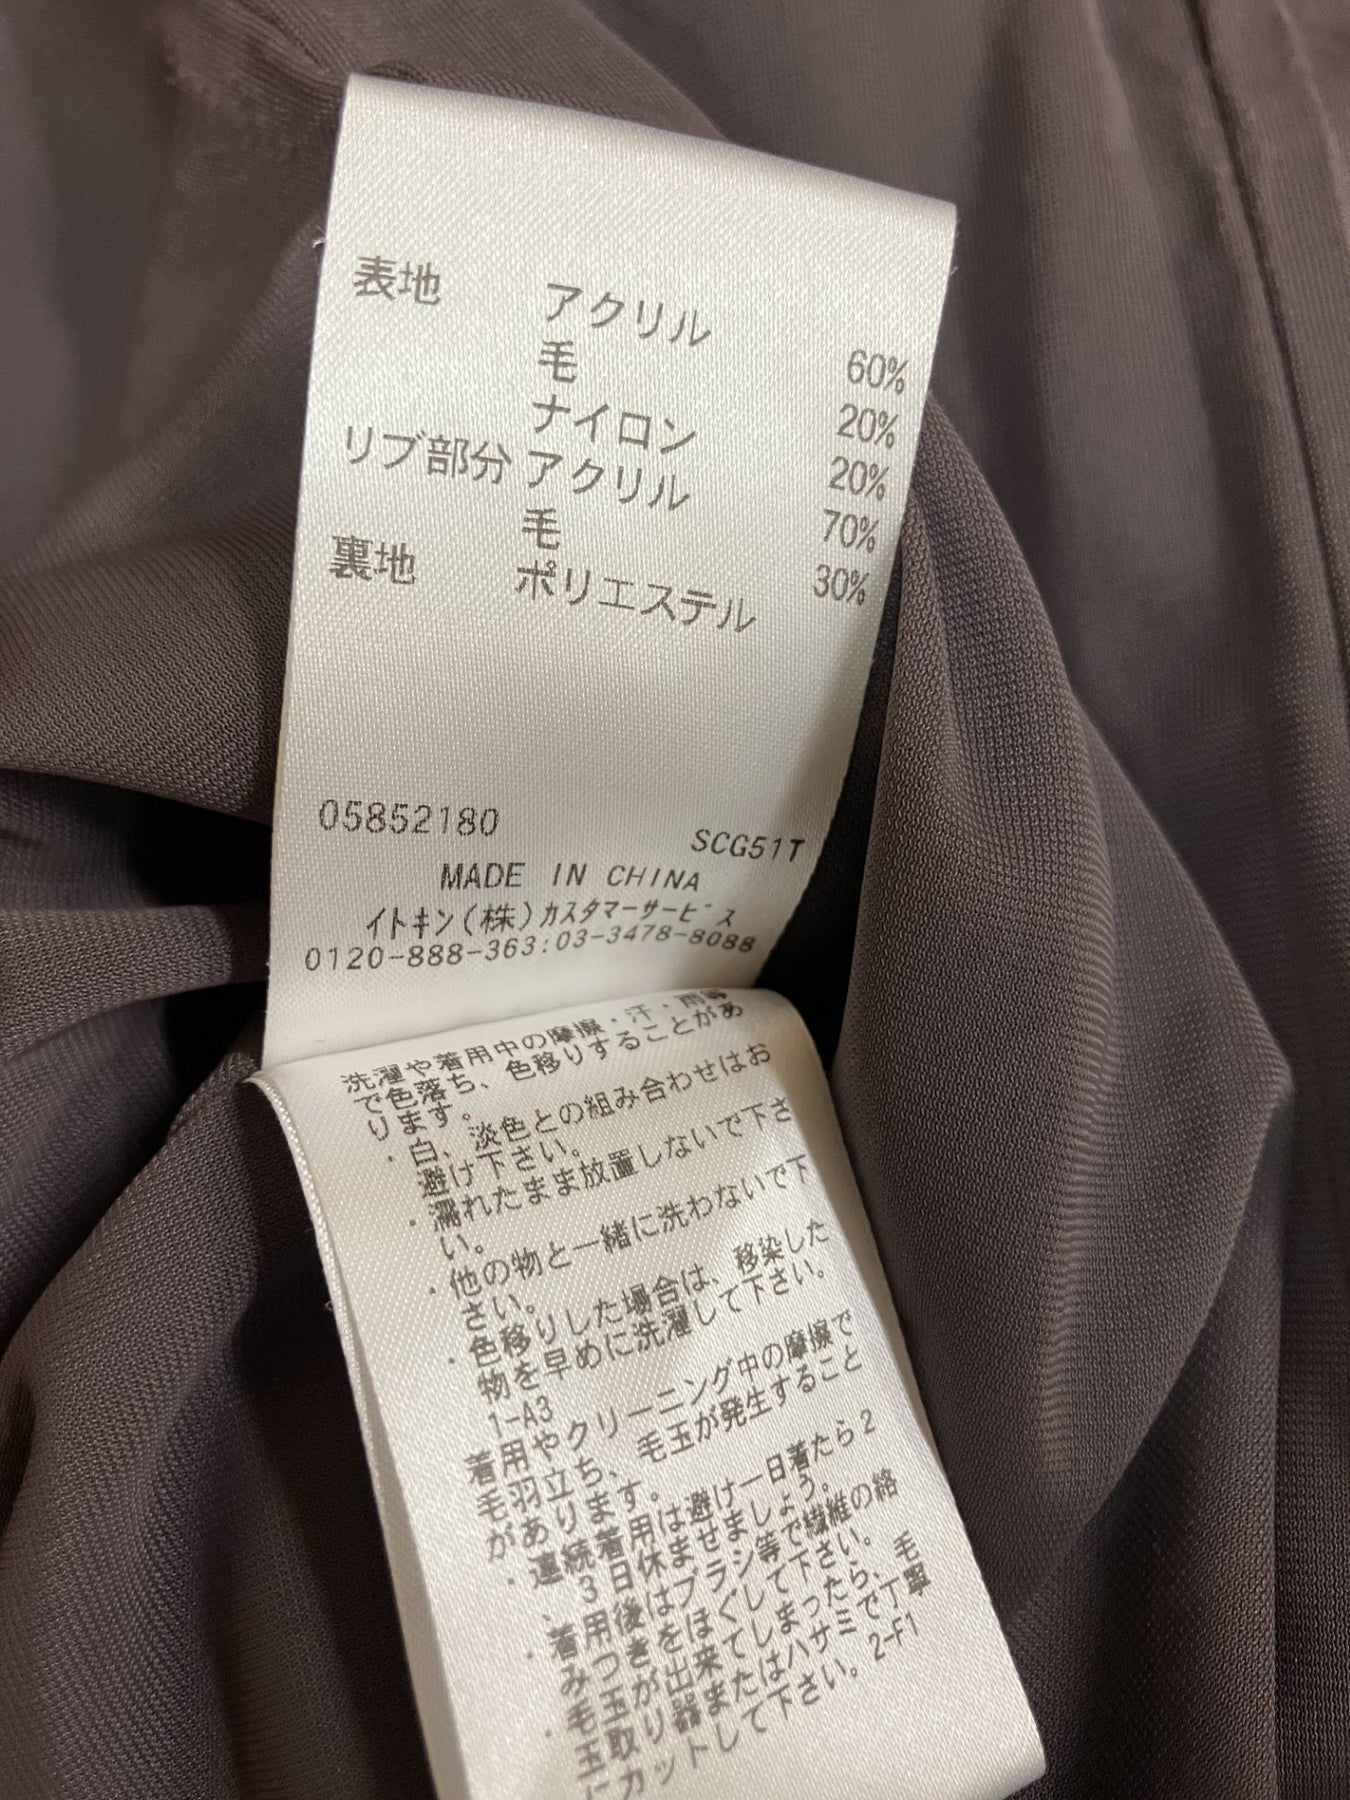 表地 アクリル 60%
毛 20%
ナイロン 20%
リブ部分 アクリル 70%
毛 30%
裏地 ポリエステル
05852180
SCG51T
MADE IN CHINA
イトキン(株)カスタマーサービス
0120-888-363:03-3478-8088
洗濯や着用中の摩擦・汗・雨等
で色落ち、色移りすることがあ
ります。
・白、淡色との組み合わせはお
避け下さい。
・濡れたまま放置しないで下さ
い。
・他の物と一緒に洗わないで下
さい。
・色移りした場合は、移染した
物を早めに洗濯して下さい。
1-A3
着用やクリーニング中の摩擦で
毛羽立ち、毛玉が発生すること
があります。
・連続着用は避け一日着たら2
、3日休ませましょう。
・着用後はブラシ等で繊維の絡
みつきをほぐして下さい。
・毛玉が出来てしまったら、毛
玉取り器またはハサミで丁寧
にカットして下さい。2-F1